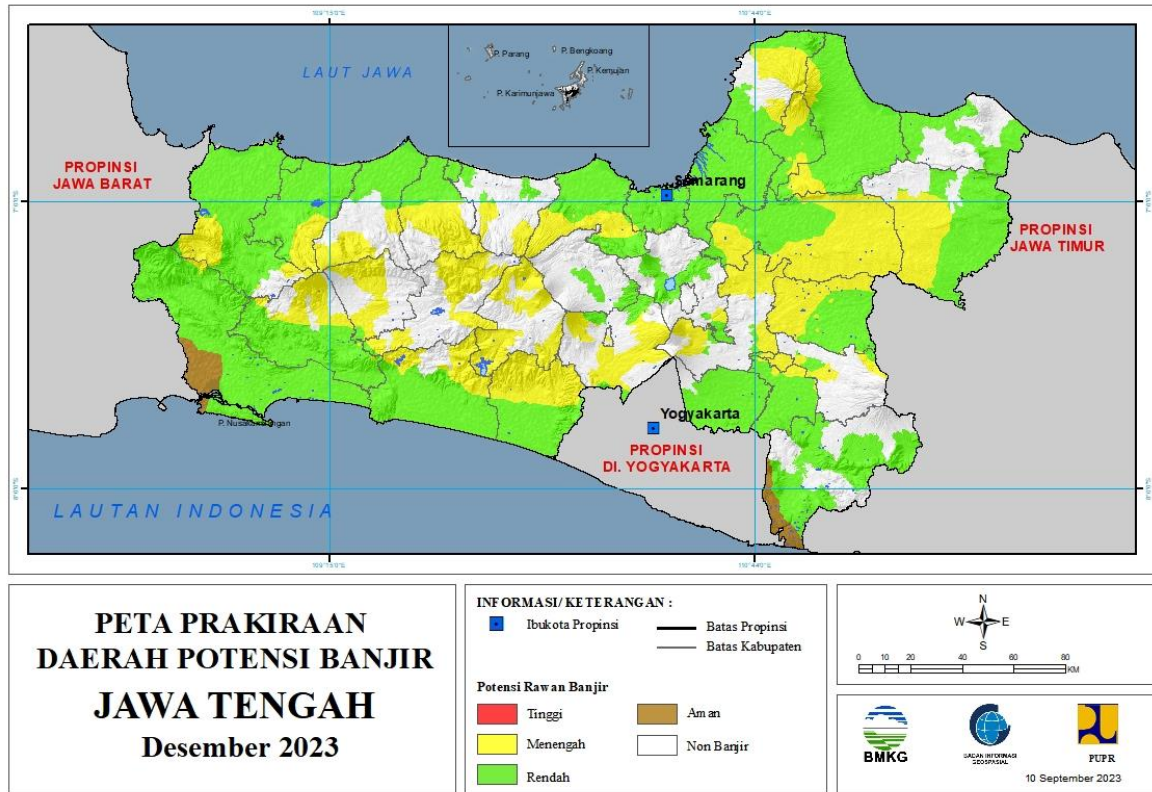 LAUT JAWA
P. Parang
P. Bengkoang
P. Kemujan
P. Karimunjawa
PROPINSI
JAWA BARAT
Semarang
PROPINSI
JAWA TIMUR
Yogyakarta
PROPINSI
DI. YOGYAKARTA
LAUTAN INDONESIA
PETA PRAKIRAAN
DAERAH POTENSI BANJIR
JAWA TENGAH
Desember 2023
INFORMASI/ KETERANGAN :
Ibukota Propinsi
Batas Propinsi
Batas Kabupaten
Potensi Rawan Banjir
Tinggi
Menengah
Rendah
Aman
Non Banjir
N
W E
S
0 10 20 40 60 80
KM
BMKG
BADAN INFORMASI
GEOSPASIAL
PUPR
10 September 2023